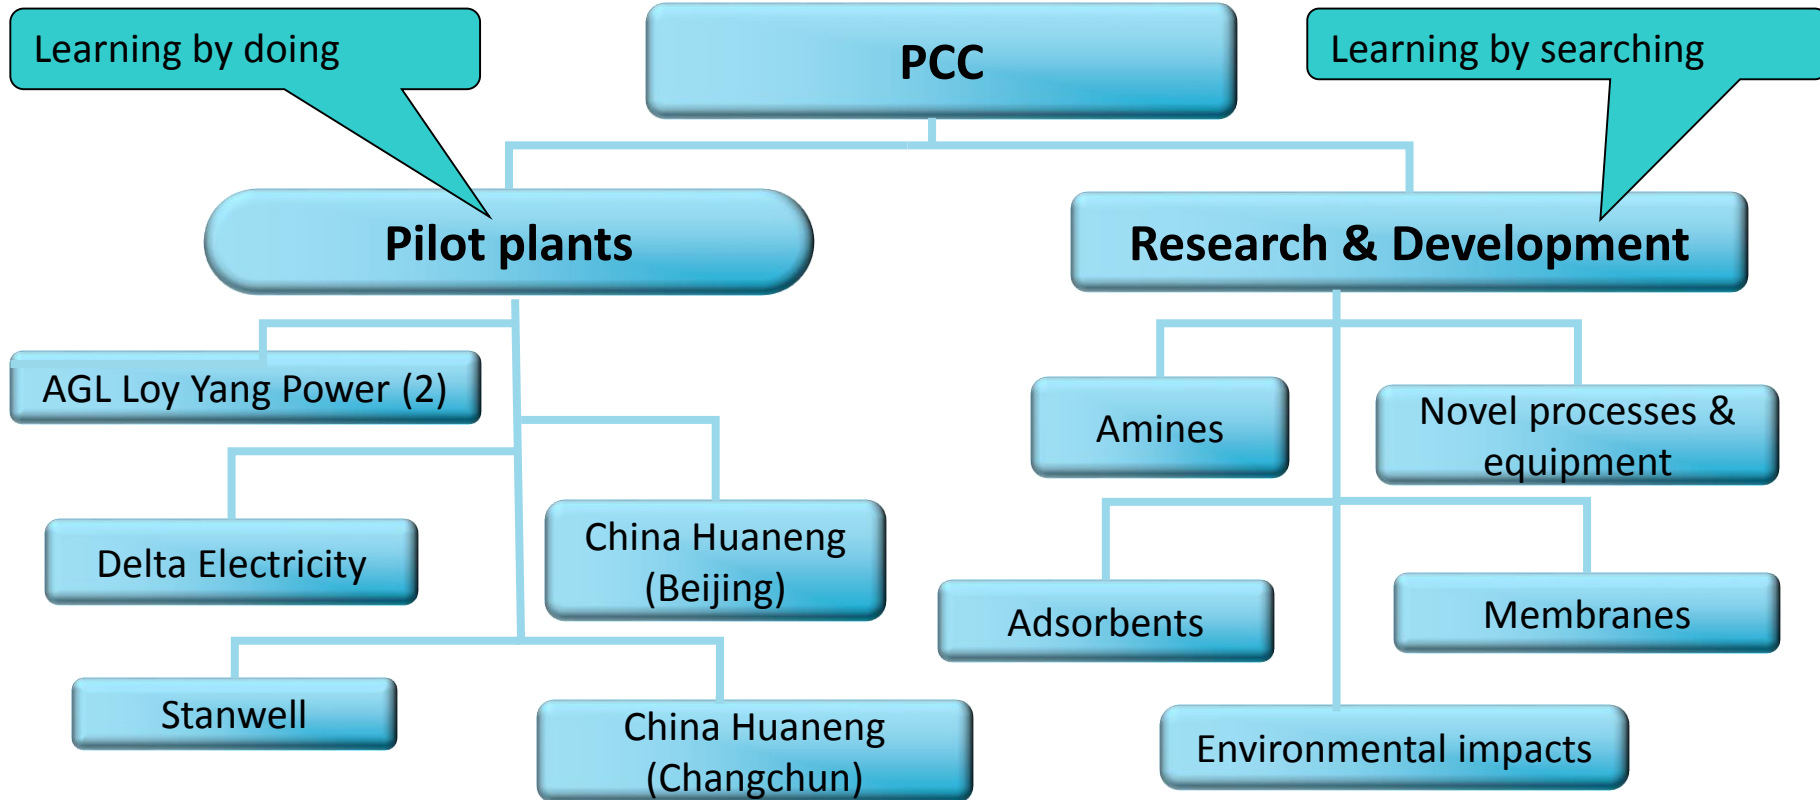 Learning by doing
PCC
Learning by searching
Pilot plants
Research & Development
AGL Loy Yang Power (2)
Amines
Novel processes &
equipment
Delta Electricity
China Huaneng
(Beijing)
Adsorbents
Membranes
Stanwell
China Huaneng
(Changchun)
Environmental impacts